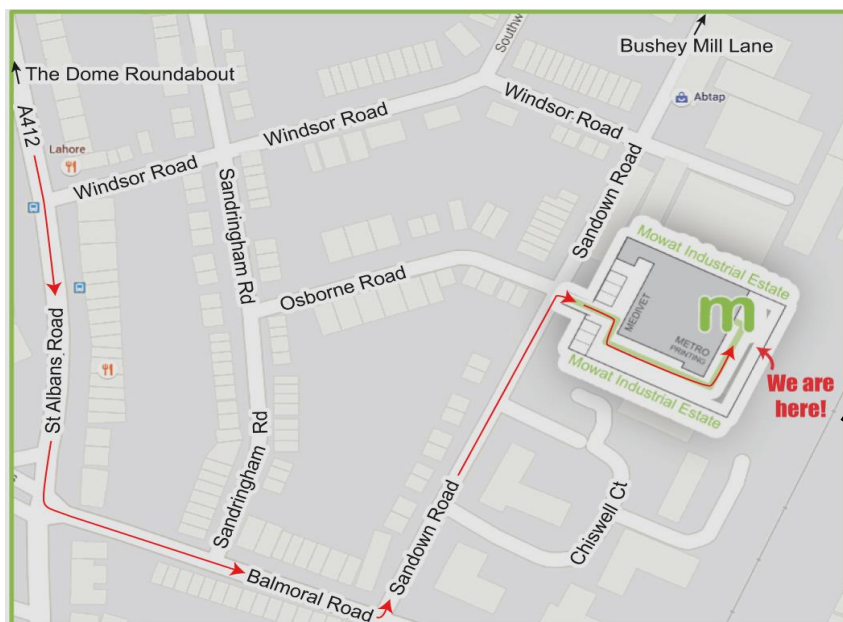 Bushey Mill Lane
Southw
The Dome Roundabout
A412
Abtap
Windsor Road
Windsor Road
Lahore
Windsor Road
Sandringham Rd
Sandown Road
Mowat Industrial Estate
Osborne Road
MEDIVET
m
METRO
PRINTING
Mowat Industrial Estate
We are
here!
St Albans Road
Sandringham Rd
Sandown Road
Chiswell Ct
Balmoral Road